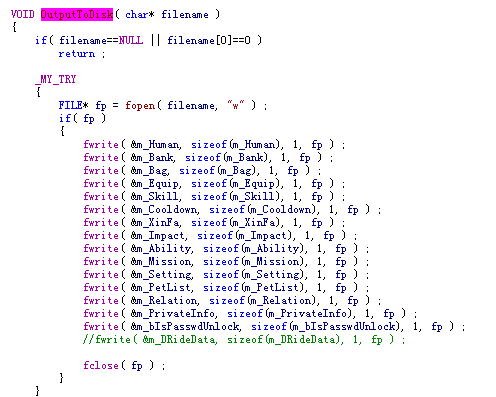 VOID OutputToDisk( char* filename )
{
    if( filename==NULL || filename[0]==0 )
        return ;

    _MY_TRY
    {
        FILE* fp = fopen( filename, "w" ) ;
        if( fp )
        {
            fwrite( &m_Human, sizeof(m_Human), 1, fp ) ;
            fwrite( &m_Bank, sizeof(m_Bank), 1, fp ) ;
            fwrite( &m_Bag, sizeof(m_Bag), 1, fp ) ;
            fwrite( &m_Equip, sizeof(m_Equip), 1, fp ) ;
            fwrite( &m_Skill, sizeof(m_Skill), 1, fp ) ;
            fwrite( &m_Cooldown, sizeof(m_Cooldown), 1, fp ) ;
            fwrite( &m_XinFa, sizeof(m_XinFa), 1, fp ) ;
            fwrite( &m_Impact, sizeof(m_Impact), 1, fp ) ;
            fwrite( &m_Ability, sizeof(m_Ability), 1, fp ) ;
            fwrite( &m_Mission, sizeof(m_Mission), 1, fp ) ;
            fwrite( &m_Setting, sizeof(m_Setting), 1, fp ) ;
            fwrite( &m_PetList, sizeof(m_PetList), 1, fp ) ;
            fwrite( &m_Relation, sizeof(m_Relation), 1, fp ) ;
            fwrite( &m_PrivateInfo, sizeof(m_PrivateInfo), 1, fp ) ;
            fwrite( &m_bIsPasswdUnlock, sizeof(m_bIsPasswdUnlock), 1, fp ) ;
            //fwrite( &m_DRideData, sizeof(m_DRideData), 1, fp ) ;

            fclose( fp ) ;
        }
    }